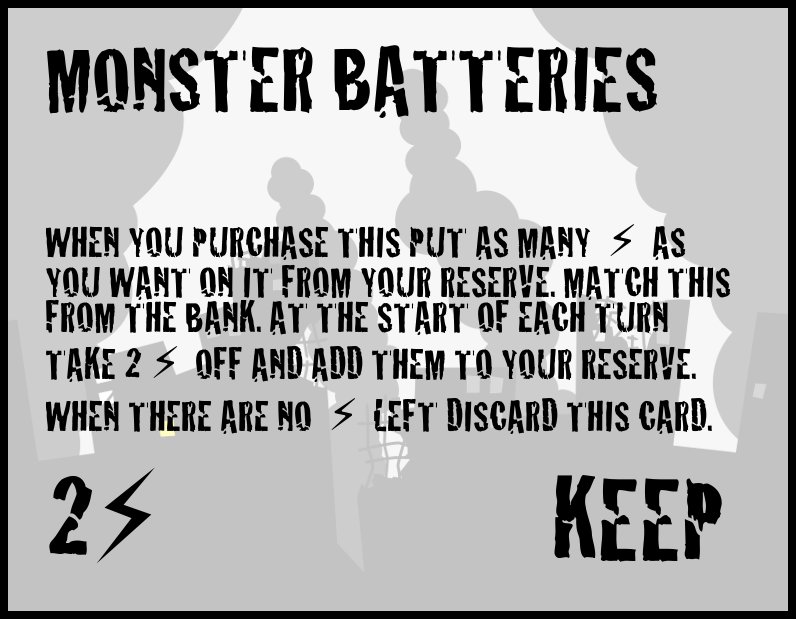 MONSTER BATTERIES
WHEN YOU PURCHASE THIS PUT AS MANY ⚡ AS
YOU WANT ON IT FROM YOUR RESERVE. MATCH THIS
FROM THE BANK. AT THE START OF EACH TURN
TAKE 2 ⚡ OFF AND ADD THEM TO YOUR RESERVE.
WHEN THERE ARE NO ⚡ LEFT DISCARD THIS CARD.
2⚡ KEEP